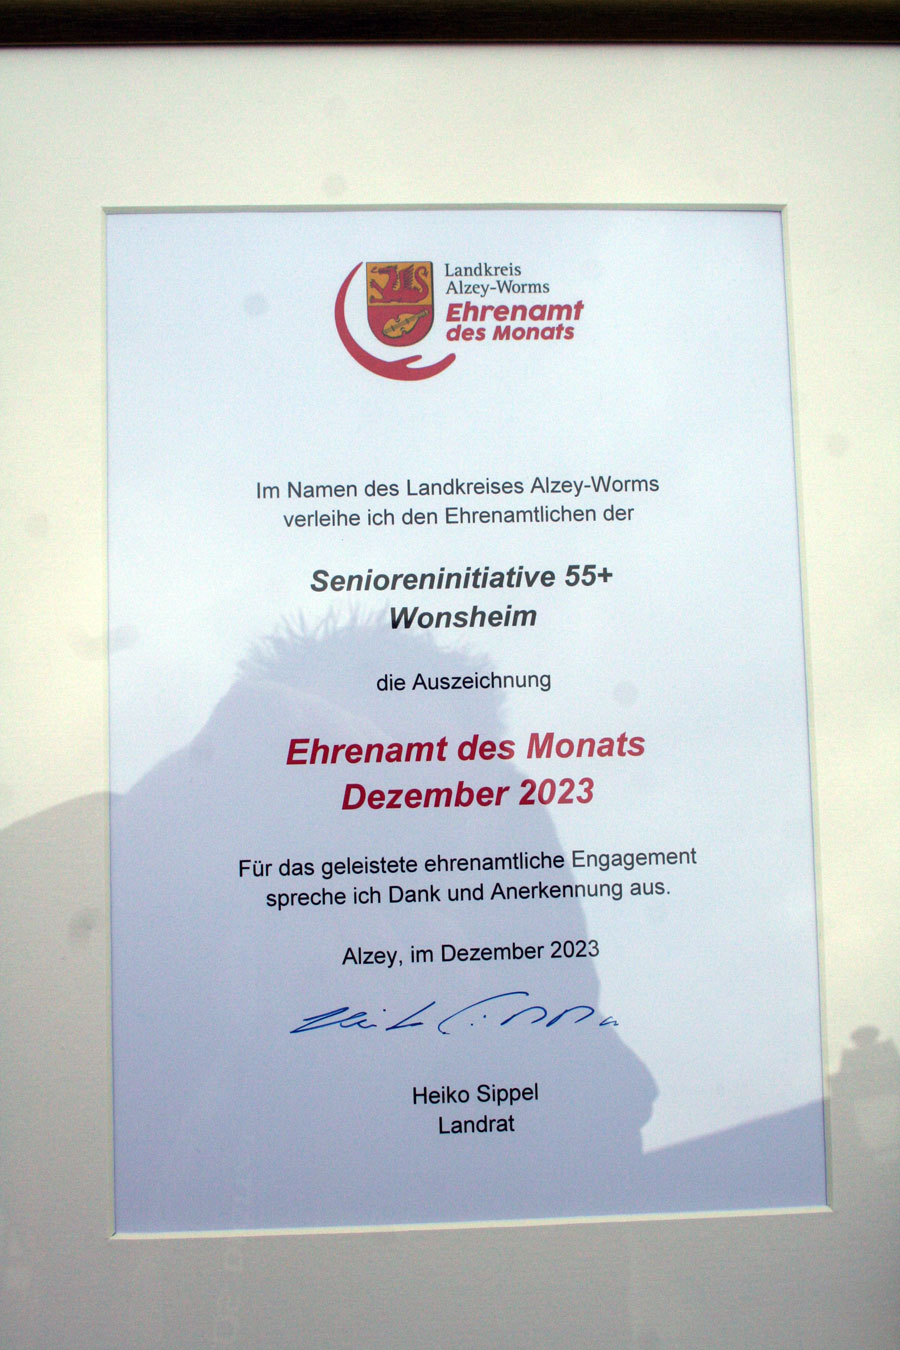 Landkreis
Alzey-Worms
Ehrenamt
des Monats
Im Namen des Landkreises Alzey-Worms
verleihe ich den Ehrenamtlichen der
Senioreninitiative 55+
Wonsheim
die Auszeichnung
Ehrenamt des Monats
Dezember 2023
Für das geleistete ehrenamtliche Engagement
spreche ich Dank und Anerkennung aus.
Alzey, im Dezember 2023
Heiko Sippel
Heiko Sippel
Landrat